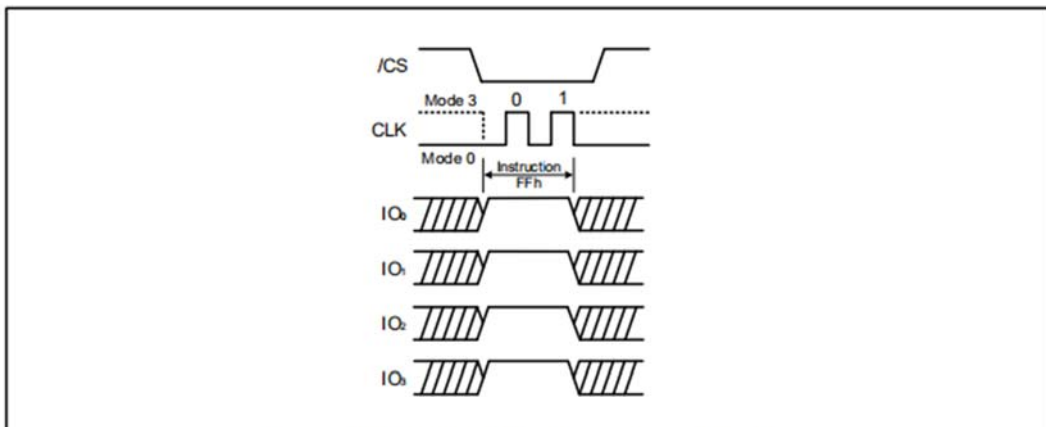 /CS
Mode 3 0 1
CLK
Mode 0
Instruction
FFh
IO₀
IO₁
IO₂
IO₃